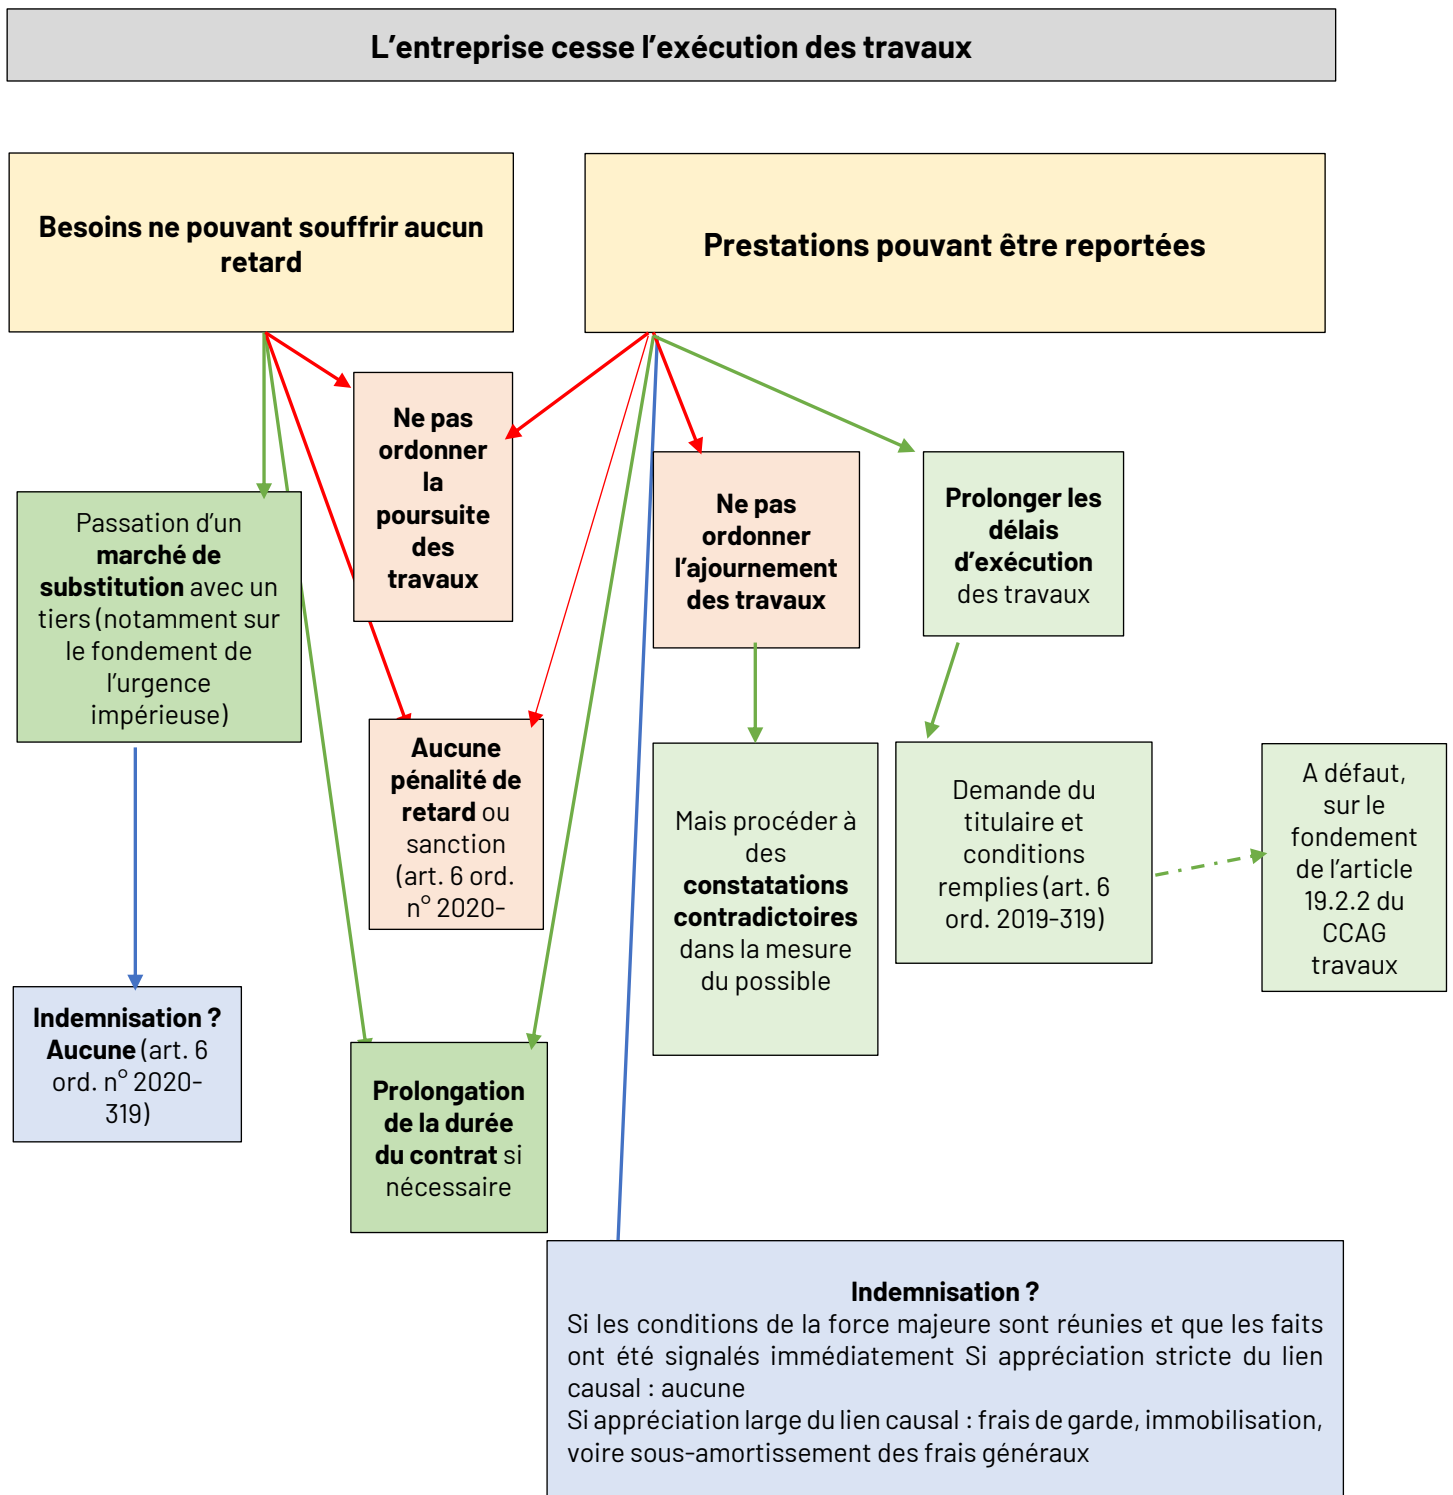 L'entreprise cesse l'exécution des travaux
Besoins ne pouvant souffrir aucun
retard
Prestations pouvant être reportées
Ne pas
ordonner
la
poursuite
des
travaux
Ne pas
ordonner
l'ajournement
des travaux
Prolonger les
délais
d'exécution
des travaux
Passation d'un
marché de
substitution avec un
tiers (notamment sur
le fondement de
l'urgence
impérieuse)
Aucune
pénalité de
retard ou
sanction
(art. 6 ord.
n° 2020-
Mais procéder à
des
constatations
contradictoires
dans la mesure
du possible
Demande du
titulaire et
conditions
remplies (art. 6
ord. 2019-319)
A défaut,
sur le
fondement
de l'article
19.2.2 du
CCAG
travaux
Indemnisation ?
Aucune (art. 6
ord. n° 2020-
319)
Prolongation
de la durée
du contrat si
nécessaire
Indemnisation ?
Si les conditions de la force majeure sont réunies et que les faits
ont été signalés immédiatement Si appréciation stricte du lien
causal : aucune
Si appréciation large du lien causal : frais de garde, immobilisation,
voire sous-amortissement des frais généraux